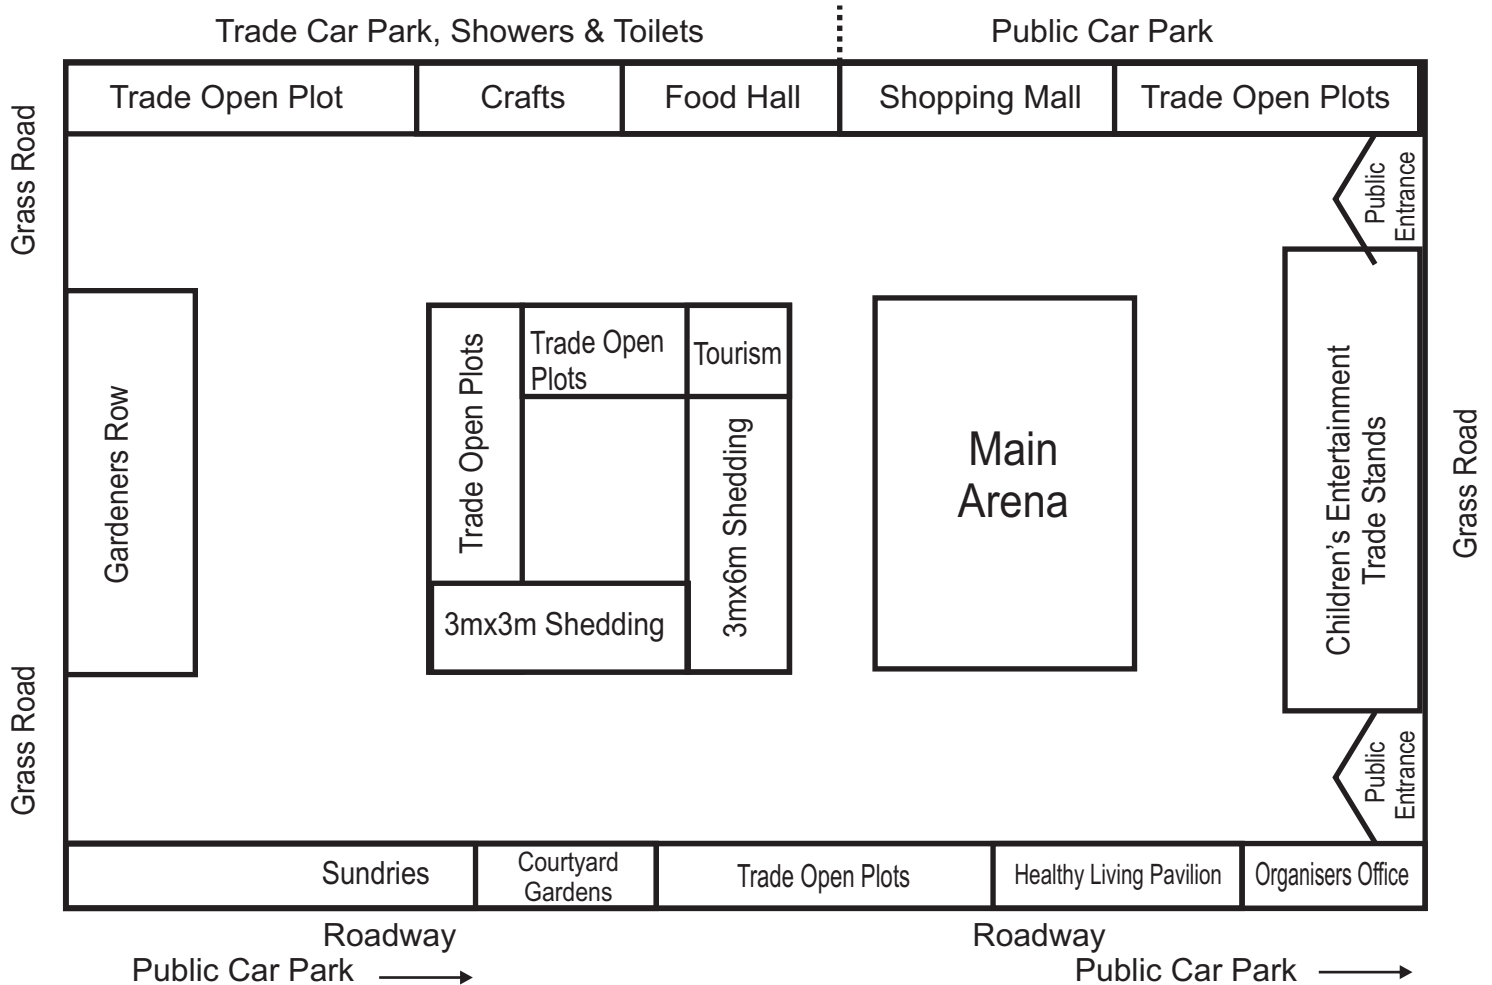 Trade Car Park, Showers & Toilets
Public Car Park
Trade Open Plot
Crafts
Food Hall
Shopping Mall
Trade Open Plots
Grass Road
Public
Entrance
Gardeners Row
Trade Open Plots
Trade Open
Plots
Tourism
3mx6m Shedding
3mx3m Shedding
Main
Arena
Children's Entertainment
Trade Stands
Grass Road
Grass Road
Public
Entrance
Sundries
Courtyard
Gardens
Trade Open Plots
Healthy Living Pavilion
Organisers Office
Roadway
Roadway
Public Car Park
Public Car Park